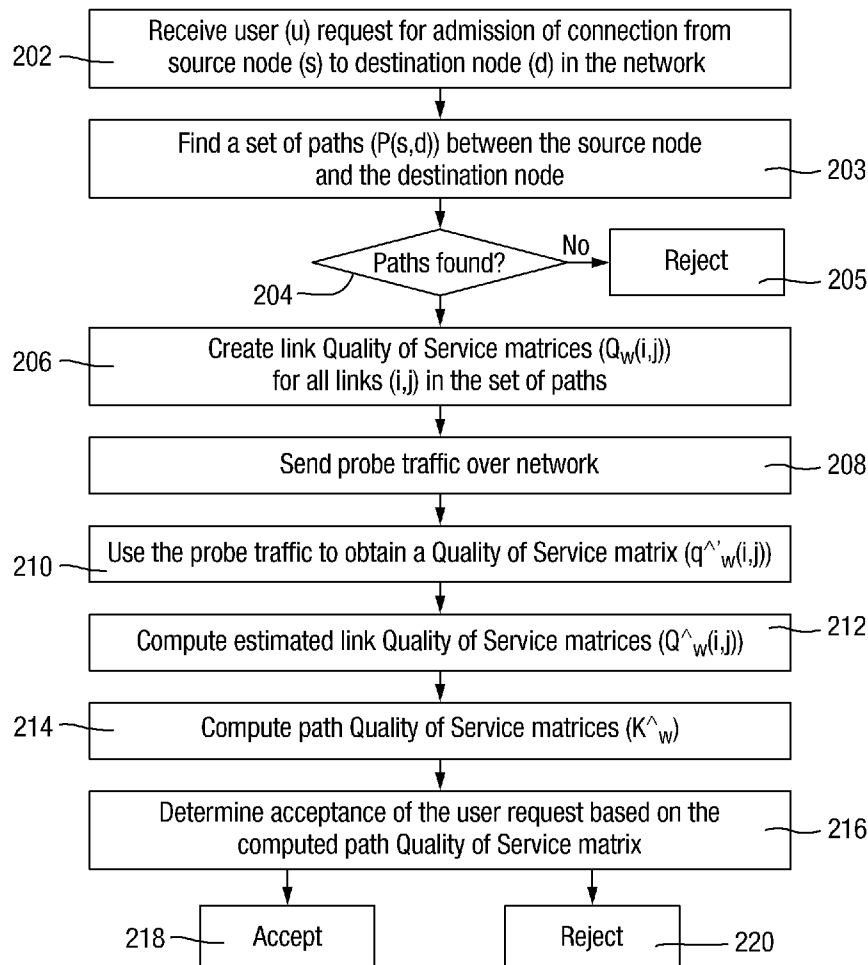 202
Receive user (u) request for admission of connection from
source node (s) to destination node (d) in the network
Find a set of paths (P(s,d)) between the source node
and the destination node
203
Paths found?
204
No
Reject
205
206
Create link Quality of Service matrices (Qw(i,j))
for all links (i,j) in the set of paths
Send probe traffic over network
208
210
Use the probe traffic to obtain a Quality of Service matrix (q^’w(i,j))
Compute estimated link Quality of Service matrices (Q^w(i,j))
212
214
Compute path Quality of Service matrices (K^w)
Determine acceptance of the user request based on the
computed path Quality of Service matrix
216
218
Accept
Reject
220